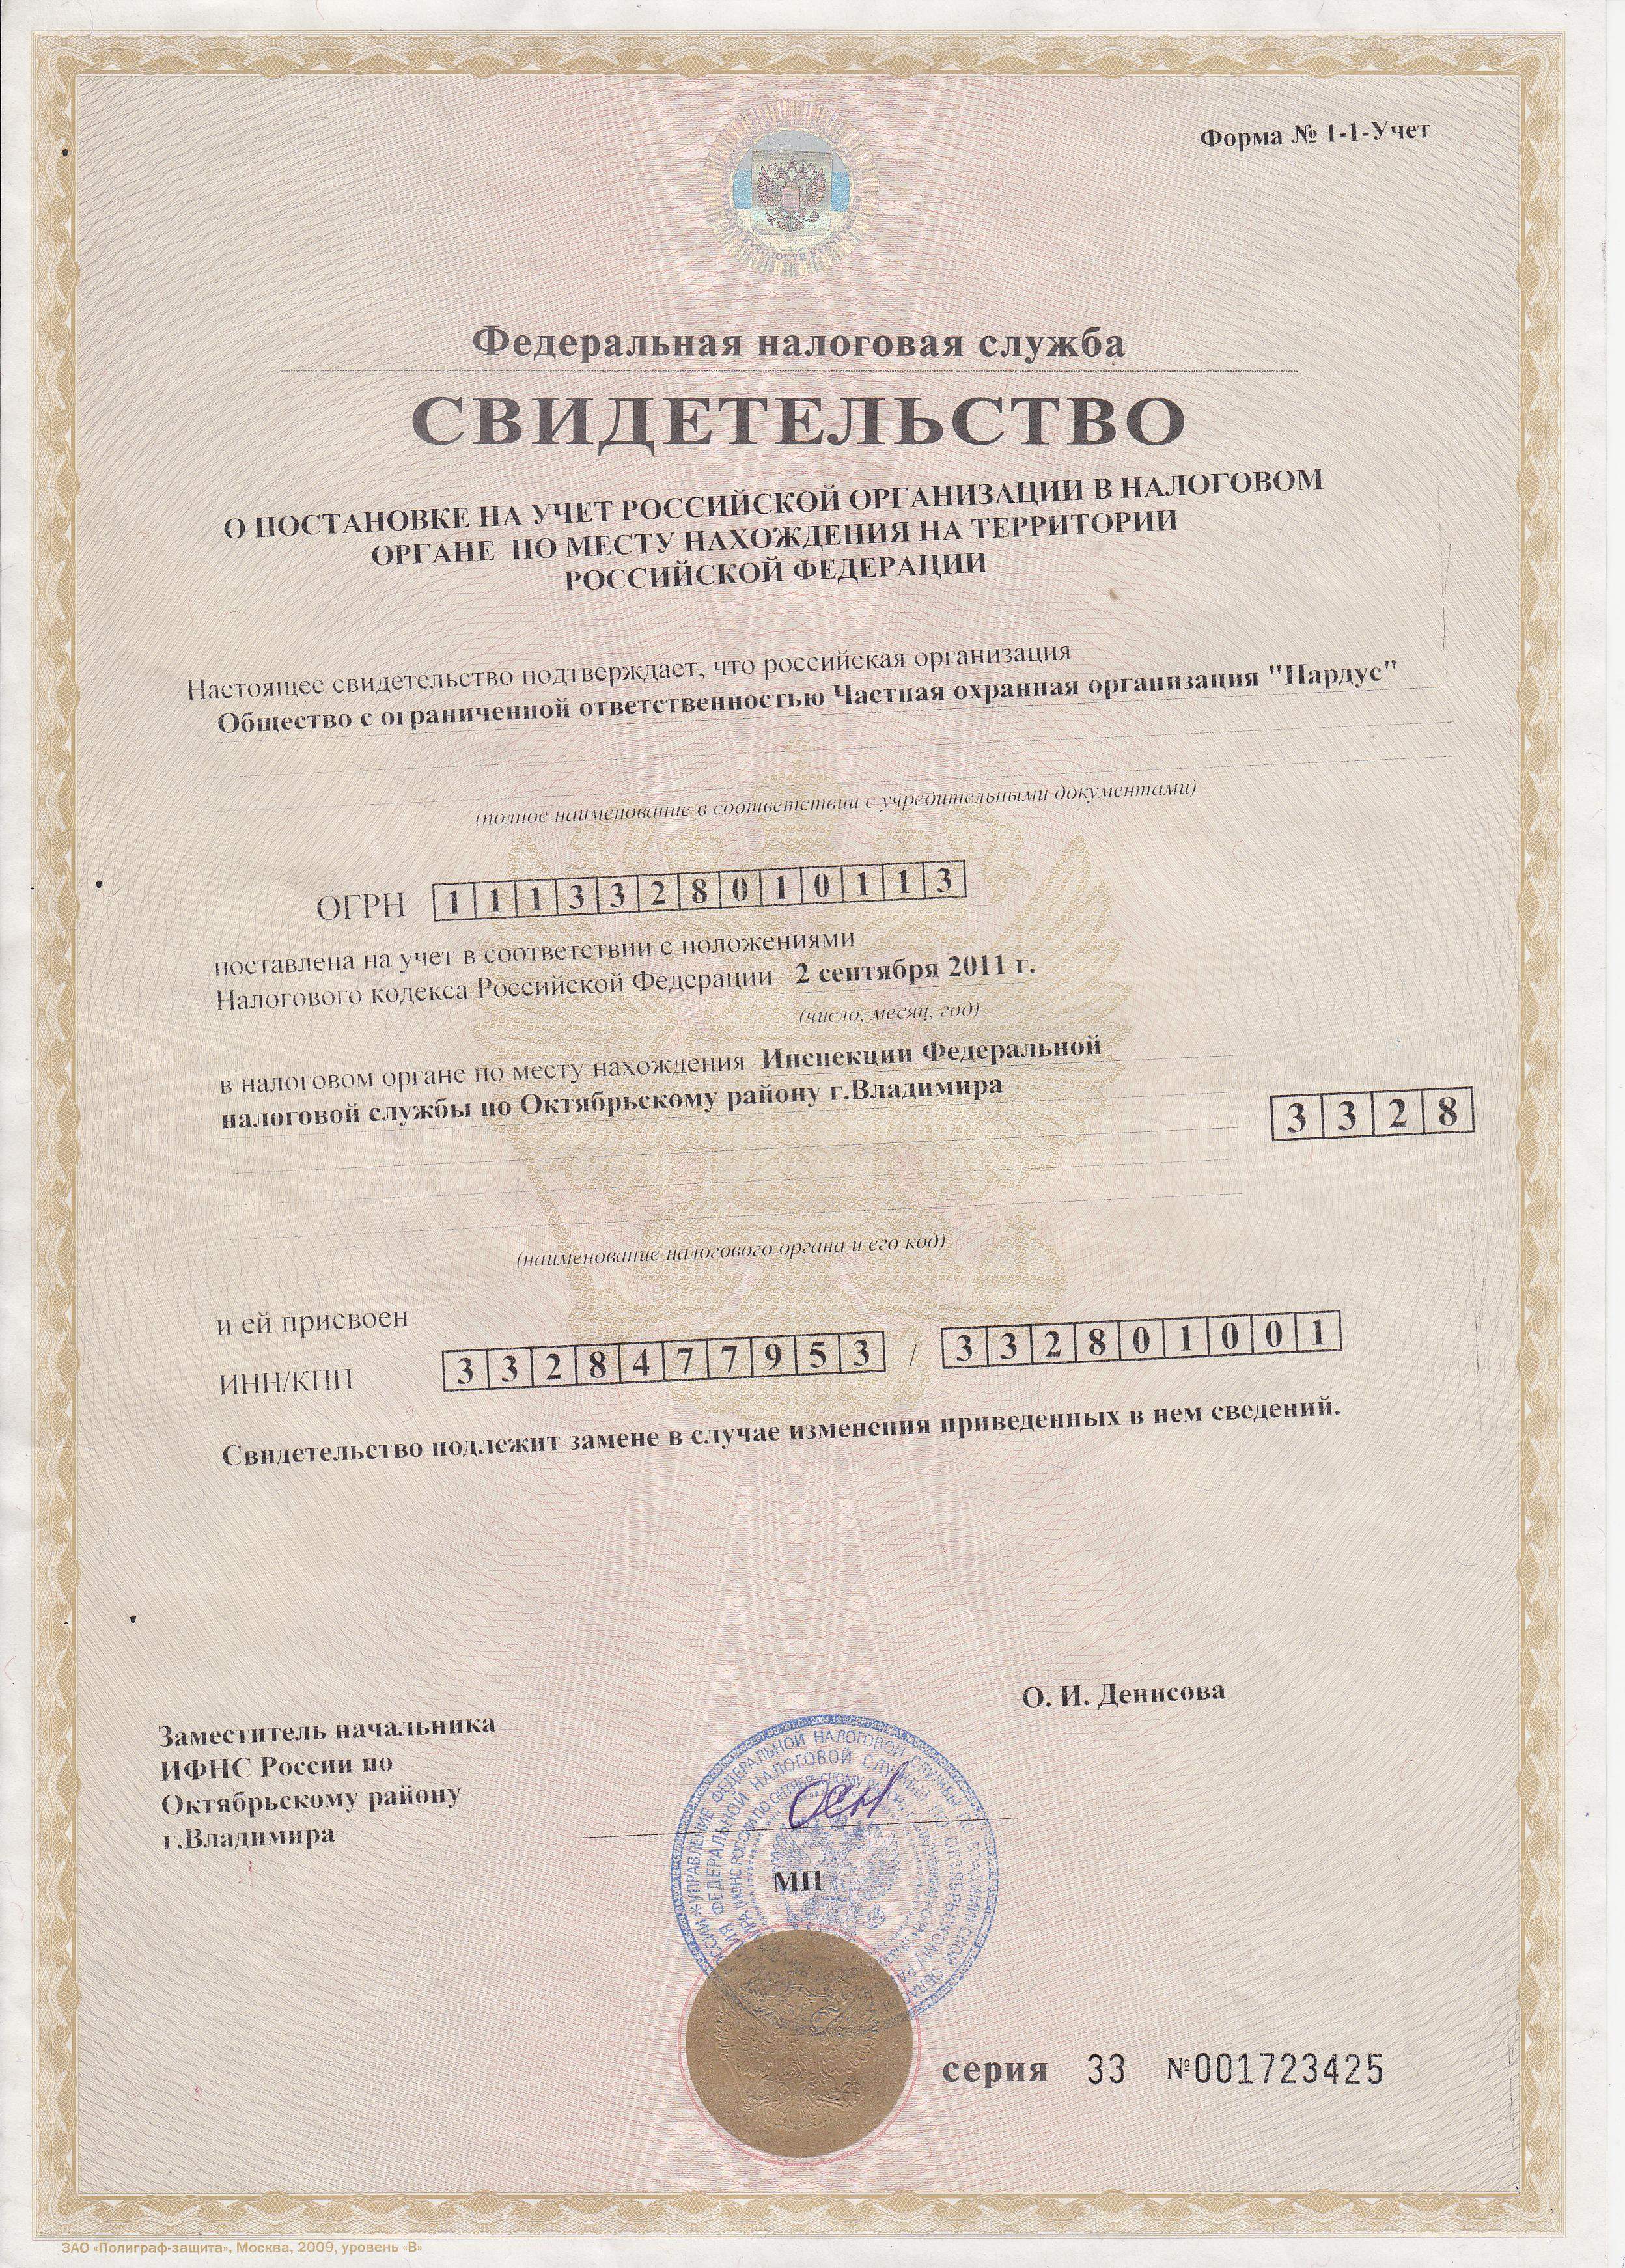 Форма № 1-1-Учет
Федеральная налоговая служба
СВИДЕТЕЛЬСТВО
О ПОСТАНОВКЕ НА УЧЕТ РОССИЙСКОЙ ОРГАНИЗАЦИИ В НАЛОГОВОМ
ОРГАНЕ ПО МЕСТУ НАХОЖДЕНИЯ НА ТЕРРИТОРИИ
РОССИЙСКОЙ ФЕДЕРАЦИИ
Настоящее свидетельство подтверждает, что российская организация
Общество с ограниченной ответственностью Частная охранная организация "Пардус"
(полное наименование в соответствии с учредительными документами)
ОГРН 1113328010113
поставлена на учет в соответствии с положениями
Налогового кодекса Российской Федерации 2 сентября 2011 г.
(число, месяц, год)
в налоговом органе по месту нахождения Инспекции Федеральной
налоговой службы по Октябрьскому району г.Владимира
3328
(наименование налогового органа и его код)
и ей присвоен
ИНН/КПП 3328477953 / 332801001
Свидетельство подлежит замене в случае изменения приведенных в нем сведений.
О. И. Денисова
Заместитель начальника
ИФНС России по
Октябрьскому району
г.Владимира
МП
серия 33 №001723425
ЗАО «Полиграф-защита», Москва, 2009, уровень «В»